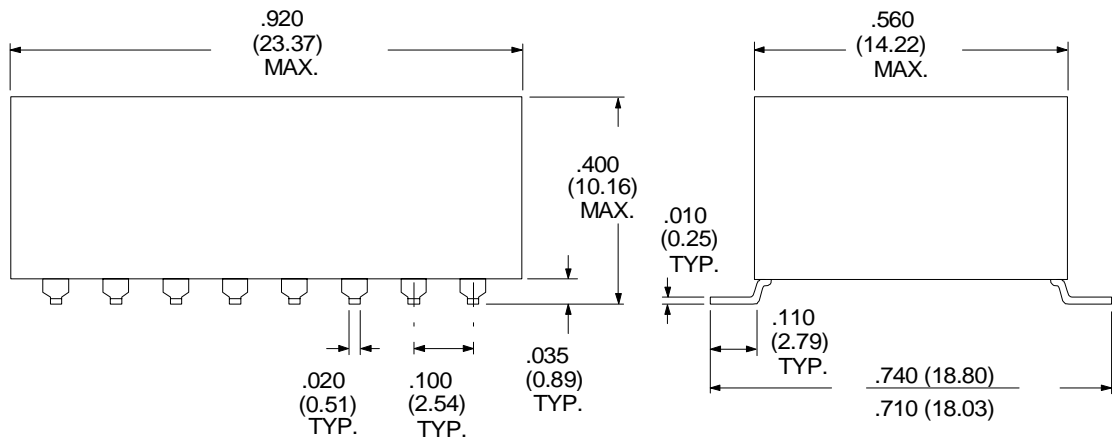 .920
(23.37)
MAX.
.560
(14.22)
MAX.
.400
(10.16)
MAX.
.010
(0.25)
TYP.
.020
(0.51)
TYP.
.100
(2.54)
TYP.
.035
(0.89)
TYP.
.110
(2.79)
TYP.
.740 (18.80)
.710 (18.03)